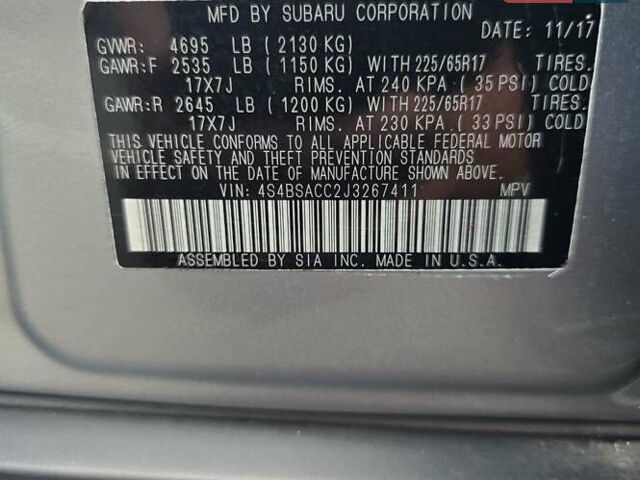 MFD BY SUBARU CORPORATION
DATE: 11/17
GVWR: 4695 LB (2130 KG)
GAWR:F 2535 LB (1150 KG) WITH 225/65R17 TIRES.
17X7J RIMS. AT 240 KPA (35 PSI) COLD
GAWR:R 2645 LB (1200 KG) WITH 225/65R17 TIRES.
17X7J RIMS. AT 230 KPA. (33 PSI) COLD
THIS VEHICLE CONFORMS TO ALL APPLICABLE FEDERAL MOTOR
VEHICLE SAFETY AND THEFT PREVENTION STANDARDS IN EFFECT
ON THE DATE OF MANUFACTURE SHOWN ABOVE.
VIN: 4S4BSACC2J3267411 MPV
ASSEMBLED BY SIA INC. MADE IN U.S.A.